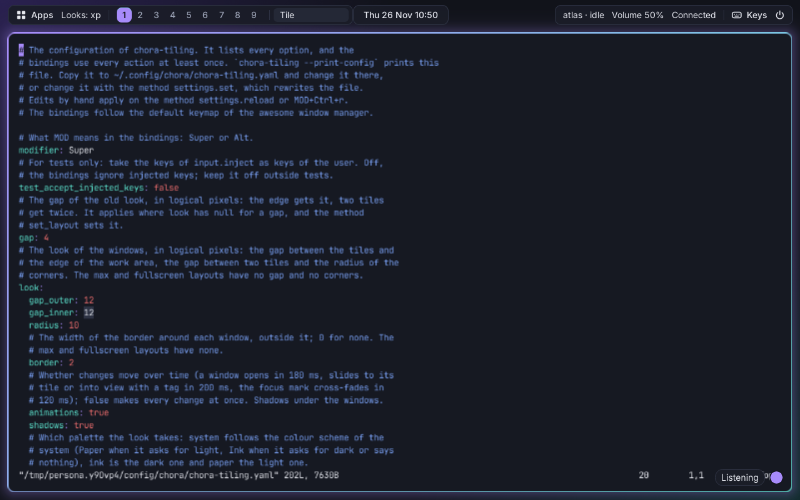 Apps Looks: xp 1 2 3 4 5 6 7 8 9 Tile Thu 26 Nov 10:50 atlas · idle Volume 50% Connected Keys
# The configuration of chora-tiling. It lists every option, and the
# bindings use every action at least once. `chora-tiling --print-config` prints this
# file. Copy it to ~/.config/chora/chora-tiling.yaml and change it there,
# or change it with the method settings.set, which rewrites the file.
# Edits by hand apply on the method settings.reload or MOD+Ctrl+r.
# The bindings follow the default keymap of the awesome window manager.
# What MOD means in the bindings: Super or Alt.
modifier: Super
# For tests only: take the keys of input.inject as keys of the user. Off,
# the bindings ignore injected keys; keep it off outside tests.
test_accept_injected_keys: false
# The gap of the old look, in logical pixels: the edge gets it, two tiles
# get twice. It applies where look has null for a gap, and the method
# set_layout sets it.
gap: 4
# The look of the windows, in logical pixels: the gap between the tiles and
# the edge of the work area, the gap between two tiles and the radius of the
# corners. The max and fullscreen layouts have no gap and no corners.
look:
gap_outer: 12
gap_inner: 12
radius: 10
# The width of the border around each window, outside it; 0 for none. The
# max and fullscreen layouts have none.
border: 2
# Whether changes move over time (a window opens in 180 ms, slides to its
# tile or into view with a tag in 200 ms, the focus mark cross-fades in
# 120 ms); false makes every change at once. Shadows under the windows.
animations: true
shadows: true
# Which palette the look takes: system follows the colour scheme of the
# system (Paper when it asks for light, Ink when it asks for dark or says
# nothing), ink is the dark one and paper the light one.
"/tmp/persona.y9Dvp4/config/chora/chora-tiling.yaml" 202L, 7630B 20 1,1
Listening